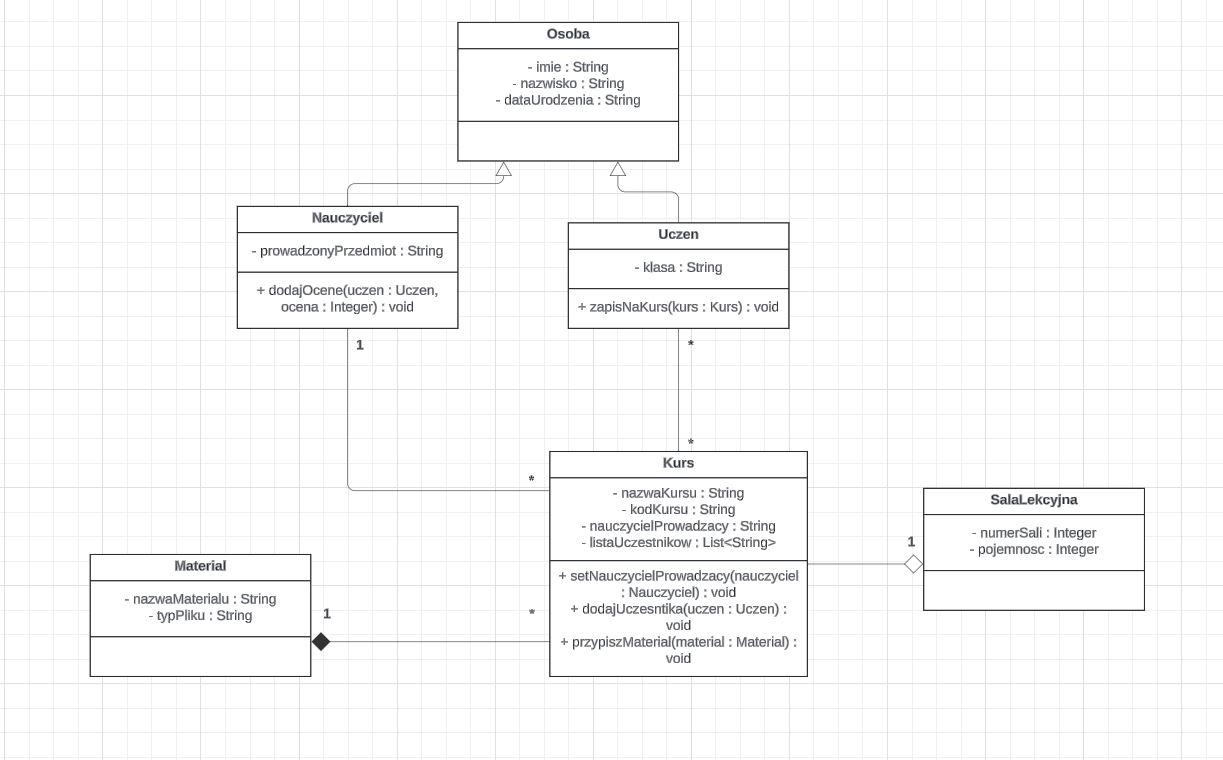 Osoba
- imie : String
- nazwisko : String
- dataUrodzenia : String
Nauczyciel
- prowadzonyPrzedmiot : String
+ dodajOcene(uczen : Uczen,
ocena : Integer) : void
Uczen
- klasa : String
+ zapisNaKurs(kurs : Kurs) : void
1
*
*
*
Kurs
- nazwaKursu : String
- kodKursu : String
- nauczycielProwadzacy : String
- listaUczestnikow : List<String>
+ setNauczycielProwadzacy(nauczyciel
: Nauczyciel) : void
+ dodajUczesntika(uczen : Uczen) :
void
+ przypiszMaterial(material : Material) :
void
SalaLekcyjna
- numerSali : Integer
- pojemnosc : Integer
1
Material
- nazwaMaterialu : String
- typPliku : String
1
*